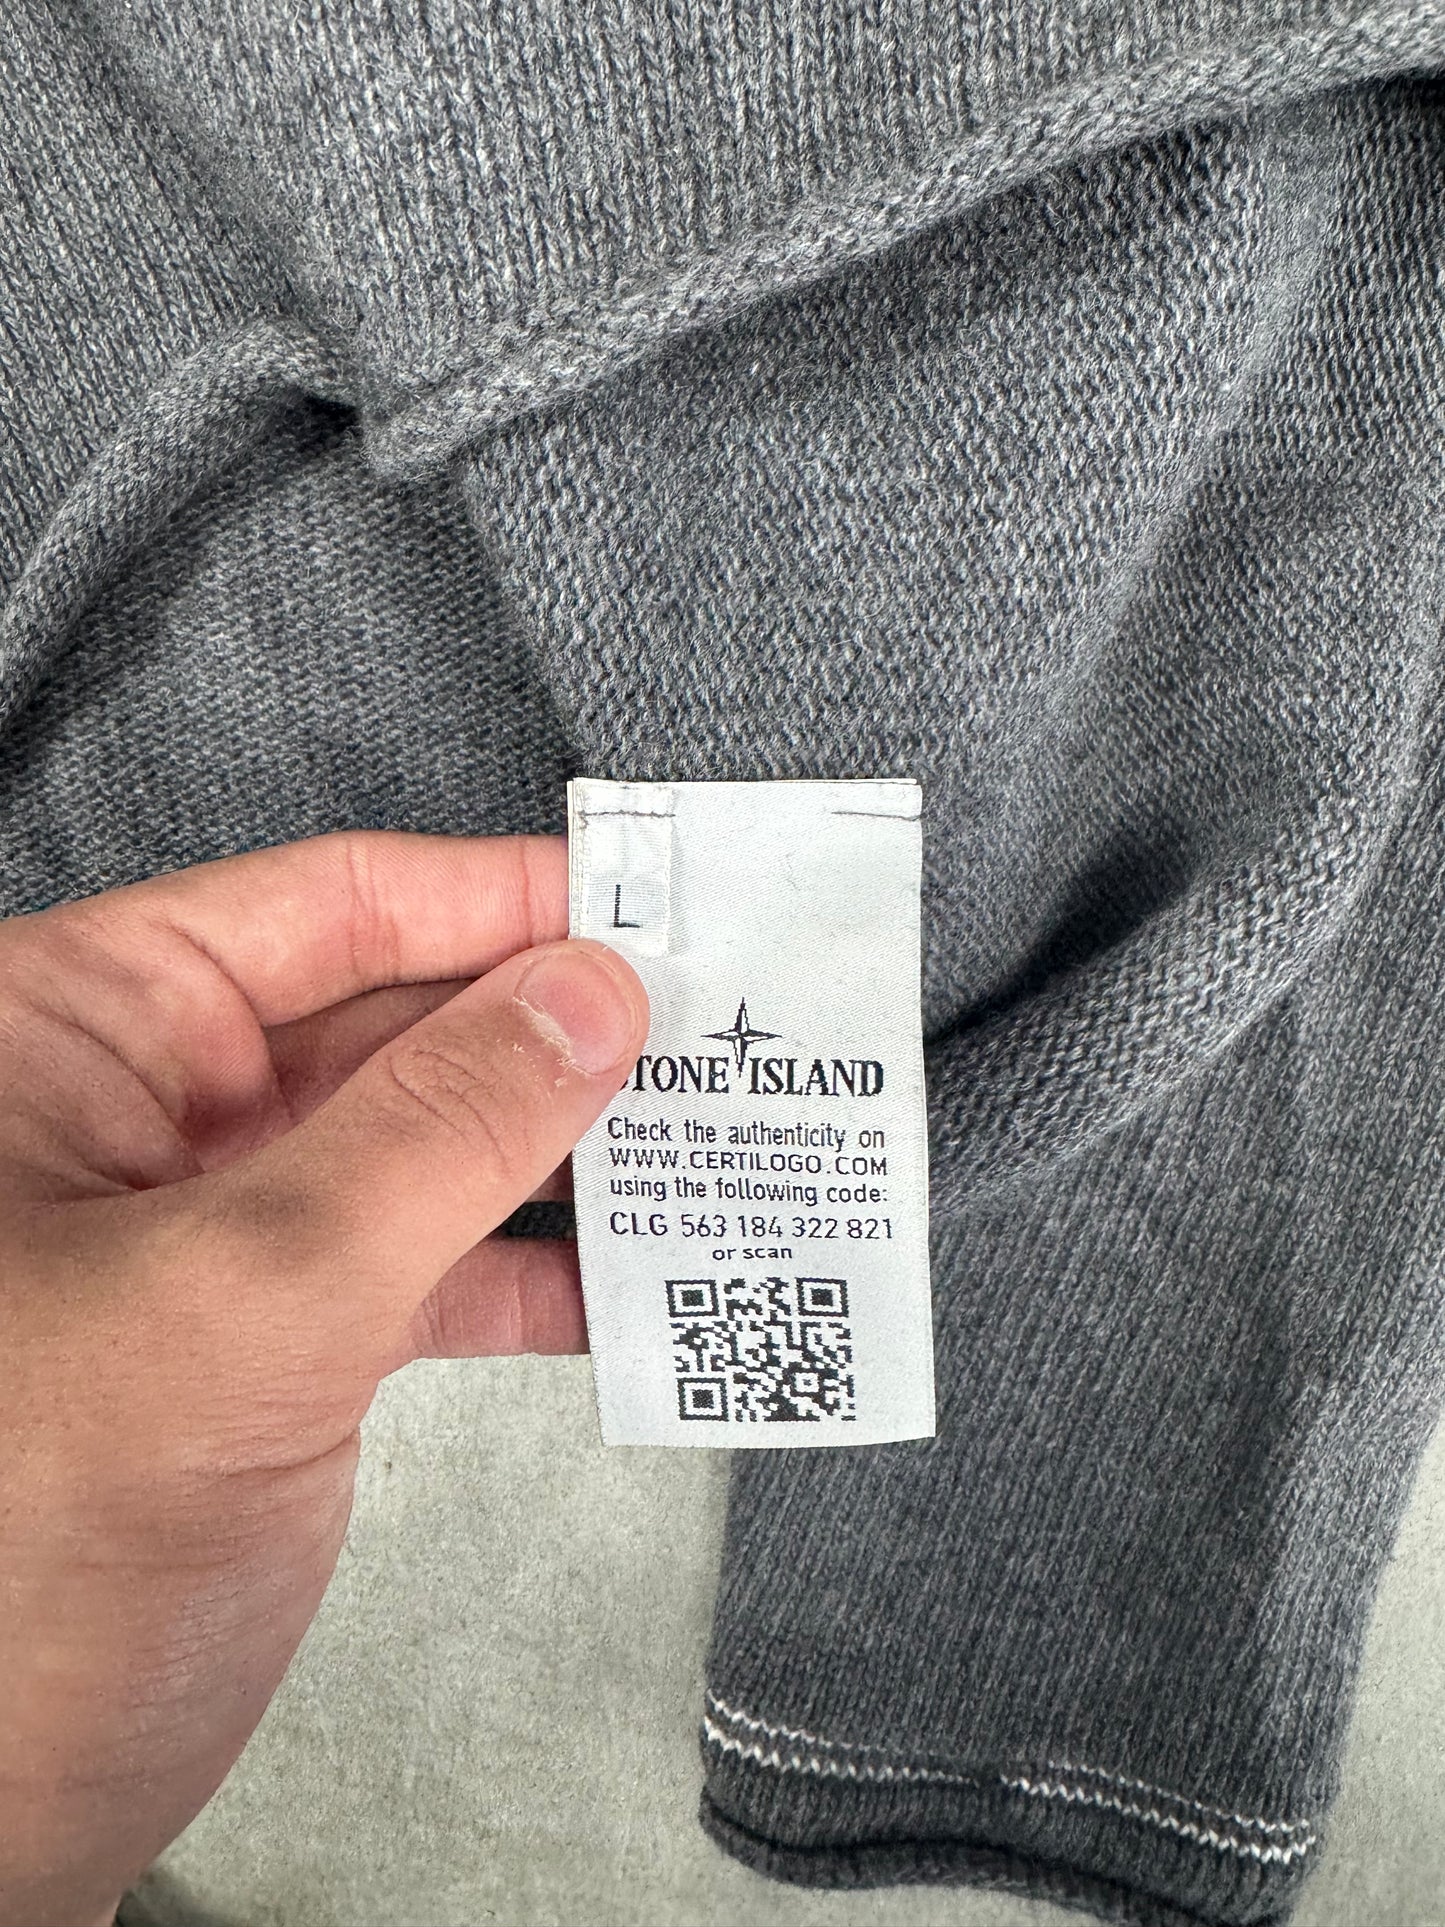 L
STONE ISLAND
Check the authenticity on
WWW.CERTILOGO.COM
using the following code:
CLG 563 184 322 821
or scan